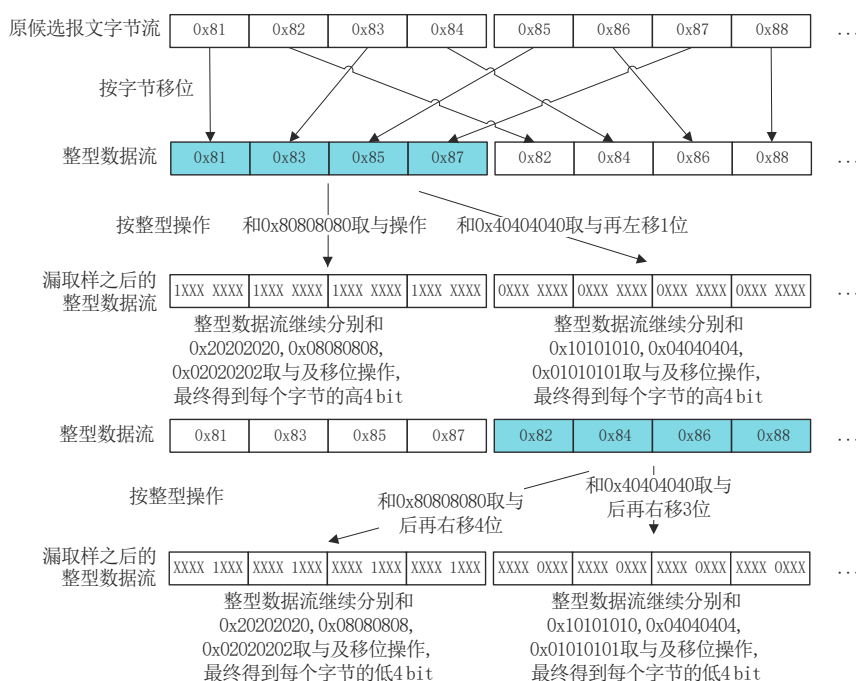 原候选报文字节流 0x81 0x82 0x83 0x84 0x85 0x86 0x87 0x88 ...
按字节移位
整型数据流 0x81 0x83 0x85 0x87 0x82 0x84 0x86 0x88 ...
按整型操作 和0x80808080取与操作 和0x40404040取与再左移1位
漏取样之后的
整型数据流
1XXX XXXX 1XXX XXXX 1XXX XXXX 1XXX XXXX 0XXX XXXX 0XXX XXXX 0XXX XXXX 0XXX XXXX ...
整型数据流继续分别和
0x20202020, 0x08080808,
0x02020202取与及移位操作,
最终得到每个字节的高4 bit
整型数据流继续分别和
0x10101010, 0x04040404,
0x01010101取与及移位操作,
最终得到每个字节的高4 bit
整型数据流 0x81 0x83 0x85 0x87 0x82 0x84 0x86 0x88 ...
按整型操作
和0x80808080取与
后再右移4位
和0x40404040取与
后再右移3位
漏取样之后的
整型数据流
XXXX 1XXX XXXX 1XXX XXXX 1XXX XXXX 1XXX XXXX 0XXX XXXX 0XXX XXXX 0XXX XXXX 0XXX ...
整型数据流继续分别和
0x20202020, 0x08080808,
0x02020202取与及移位操作,
最终得到每个字节的低4 bit
整型数据流继续分别和
0x10101010, 0x04040404,
0x01010101取与及移位操作,
最终得到每个字节的低4 bit